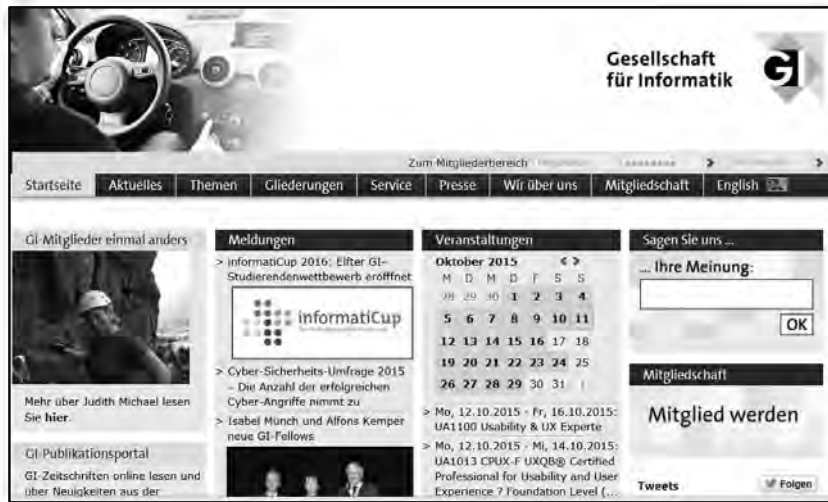 Gesellschaft
für Informatik
GI
Zum Mitgliederbereich
Startseite Aktuelles Themen Gliederungen Service Presse Wir über uns Mitgliedschaft English
GI-Mitglieder einmal anders
Mehr über Judith Michael lesen
Sie hier.
GI-Publikationsportal
GI-Zeitschriften online lesen und
über Neuigkeiten aus der
Meldungen
> informatiCup 2016: Elfter GI-
Studierendenwettbewerb eröffnet
informatiCup
> Cyber-Sicherheits-Umfrage 2015
– Die Anzahl der erfolgreichen
Cyber-Angriffe nimmt zu
> Isabel Münch und Alfons Kemper
neue GI-Fellows
Veranstaltungen
Oktober 2015
M D M D F S S
28 29 30 1 2 3 4
5 6 7 8 9 10 11
12 13 14 15 16 17 18
19 20 21 22 23 24 25
26 27 28 29 30 31 1
> Mo, 12.10.2015 - Fr, 16.10.2015:
UA1100 Usability & UX Experte
> Mo, 12.10.2015 - Mi, 14.10.2015:
UA1013 CPUX-F UXQB® Certified
Professional for Usability and User
Experience ? Foundation Level (...
Sagen Sie uns ...
... Ihre Meinung:
OK
Mitgliedschaft
Mitglied werden
Tweets
Folgen